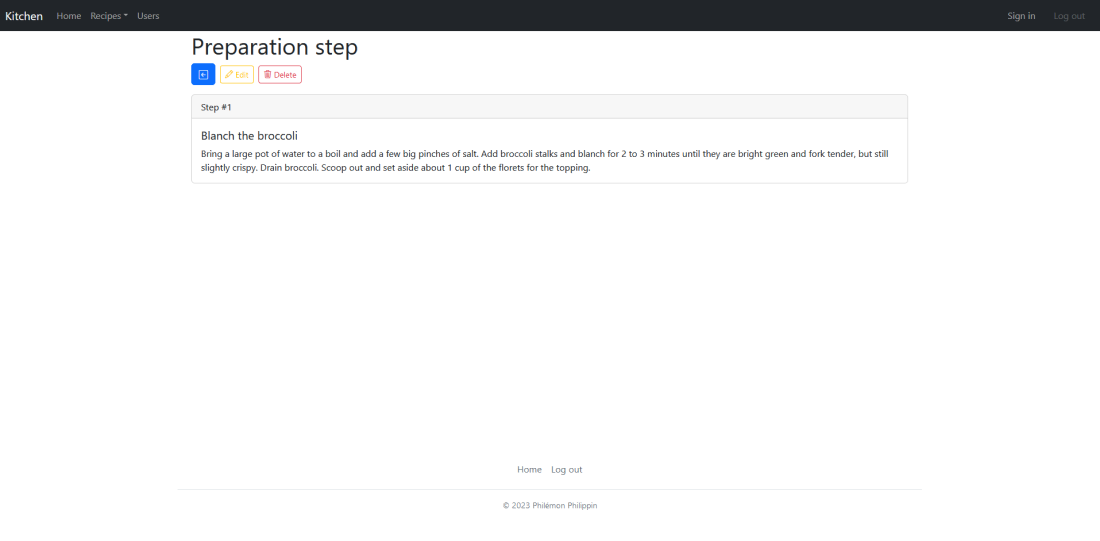 Kitchen Home Recipes Users Sign in Log out
Preparation step
Edit Delete
Step #1
Blanch the broccoli
Bring a large pot of water to a boil and add a few big pinches of salt. Add broccoli stalks and blanch for 2 to 3 minutes until they are bright green and fork tender, but still
slightly crispy. Drain broccoli. Scoop out and set aside about 1 cup of the florets for the topping.
Home Log out
© 2023 Philémon Philippin